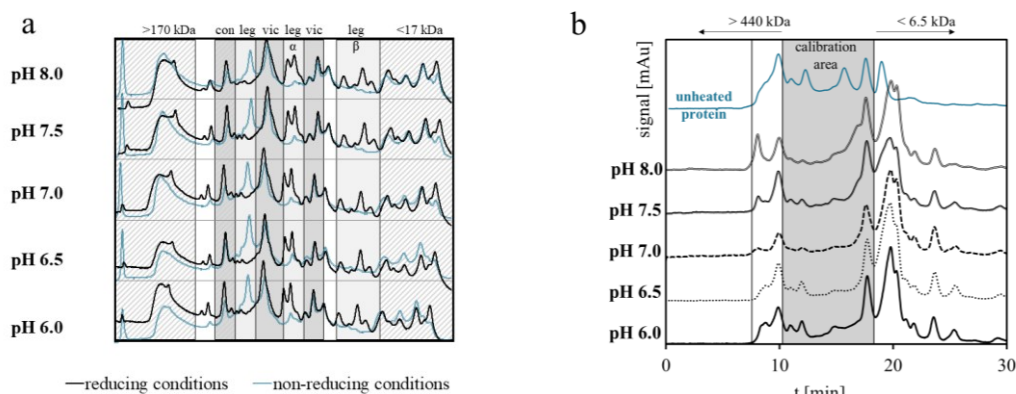 a
>170 kDa con leg vic leg vic leg <17 kDa
α β
pH 8.0
pH 7.5
pH 7.0
pH 6.5
pH 6.0
reducing conditions non-reducing conditions
b
> 440 kDa < 6.5 kDa
calibration
area
unheated
protein
signal [mAu]
pH 8.0
pH 7.5
pH 7.0
pH 6.5
pH 6.0
0 10 20 30
t [min]